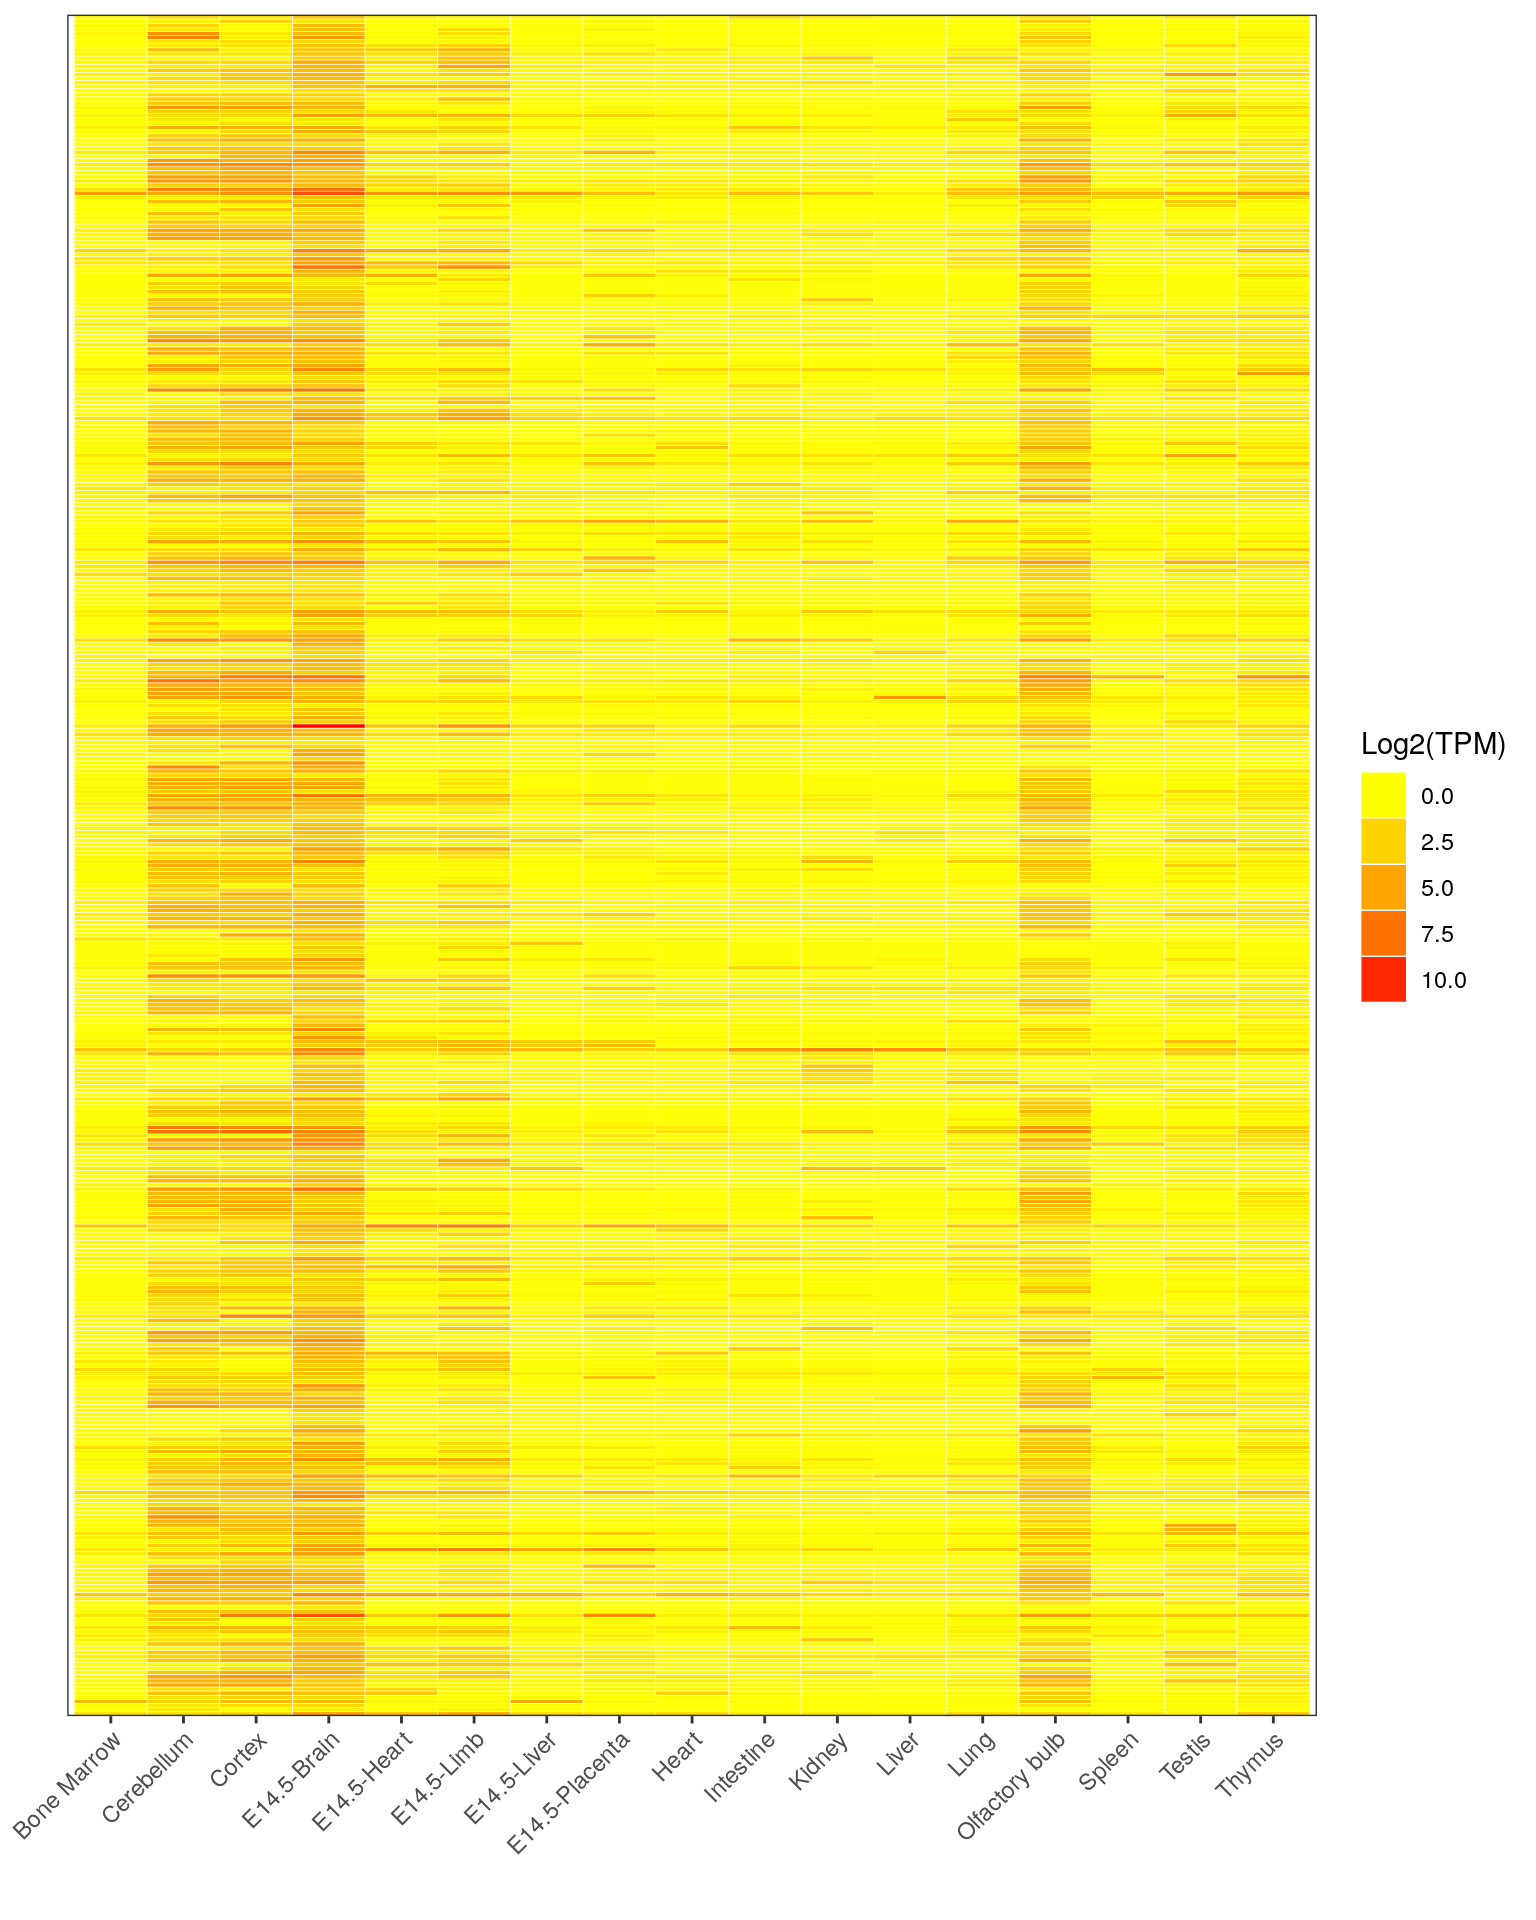 Log2(TPM)
0.0
2.5
5.0
7.5
10.0
Bone Marrow
Cerebellum
Cortex
E14.5-Brain
E14.5-Heart
E14.5-Limb
E14.5-Liver
E14.5-Placenta
Heart
Intestine
Kidney
Liver
Lung
Olfactory bulb
Spleen
Testis
Thymus